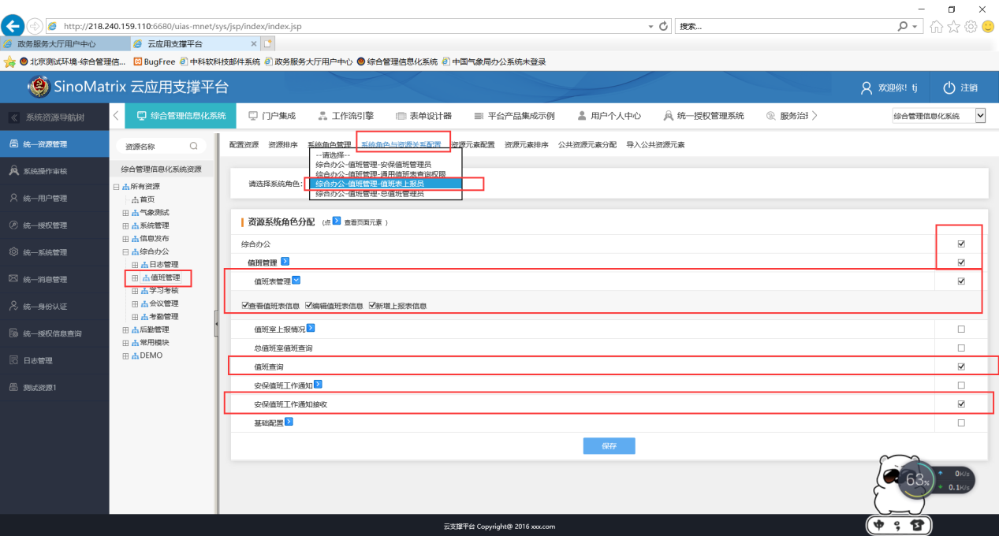 http://218.240.159.110:6680/uias-mnet/sys/jsp/index/index.jsp
搜索...
政务服务大厅用户中心
云应用支撑平台
北京测试环境-综合管理信... BugFree 中科软科技邮件系统 政务服务大厅用户中心 综合管理信息化系统 中国气象局办公系统未登录
SinoMatrix 云应用支撑平台
欢迎你! tj
注销
系统资源导航树
综合管理信息化系统
门户集成
工作流引擎
表单设计器
平台产品集成示例
用户个人中心
统一授权管理系统
服务治
综合管理信息化系统
统一资源管理
系统操作审核
统一用户管理
统一授权管理
统一系统管理
统一消息管理
统一身份认证
统一授权信息查询
日志管理
测试资源1
资源名称
综合管理信息化系统资源
所有资源
首页
气象测试
系统管理
信息发布
综合办公
日志管理
值班管理
学习考核
会议管理
考勤管理
后勤管理
常用模块
DEMO
配置资源 资源排序 系统角色管理 系统角色与资源关系配置 资源元素配置 资源元素排序 公共资源元素分配 导入公共资源元素
请选择系统角色:
--请选择--
综合办公-值班管理-安保值班管理员
综合办公-值班管理-通用值班表查询权限
综合办公-值班管理-值班表上报员
综合办公-值班管理-总值班管理员
资源系统角色分配 (点 查看页面元素 )
综合办公
值班管理
值班表管理
查看值班表信息 编辑值班表信息 新增上报表信息
值班室上报情况
总值班室值班查询
值班查询
安保值班工作通知
安保值班工作通知接收
基础配置
保存
63%
0K/s
0.1K/s
中
云支撑平台 Copyright@ 2016 xxx.com